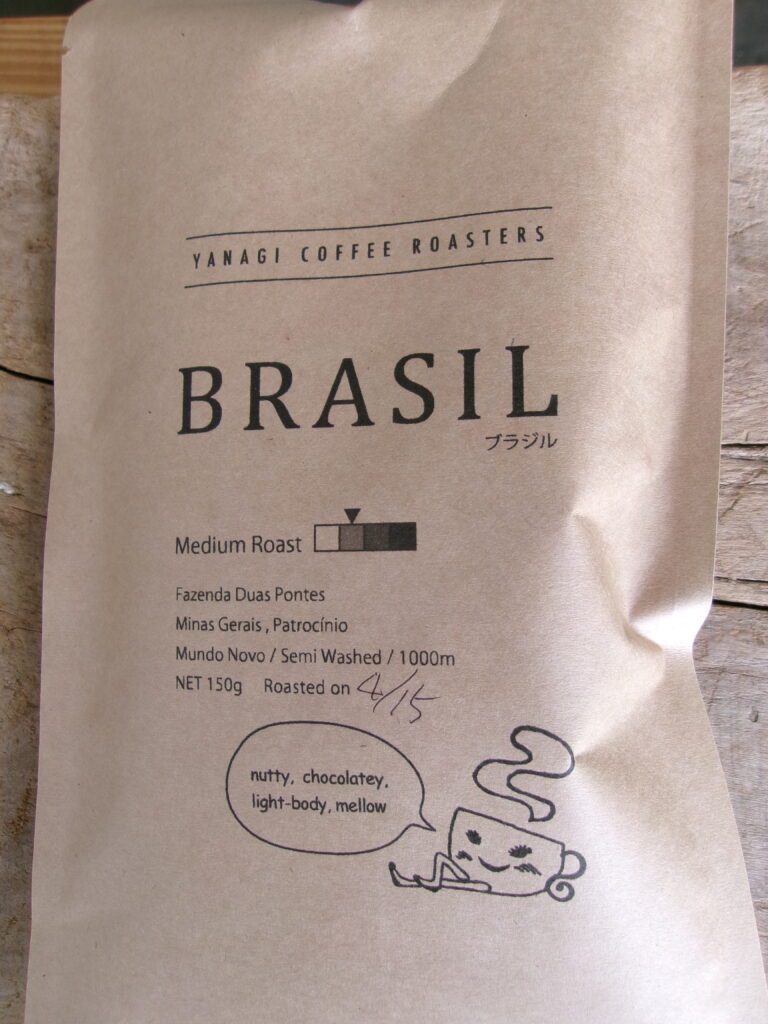 YANAGI COFFEE ROASTERS
BRASIL
ブラジル
Medium Roast
Fazenda Duas Pontes
Minas Gerais , Patrocínio
Mundo Novo / Semi Washed / 1000m
NET 150g Roasted on 4/15
nutty, chocolatey,
light-body, mellow